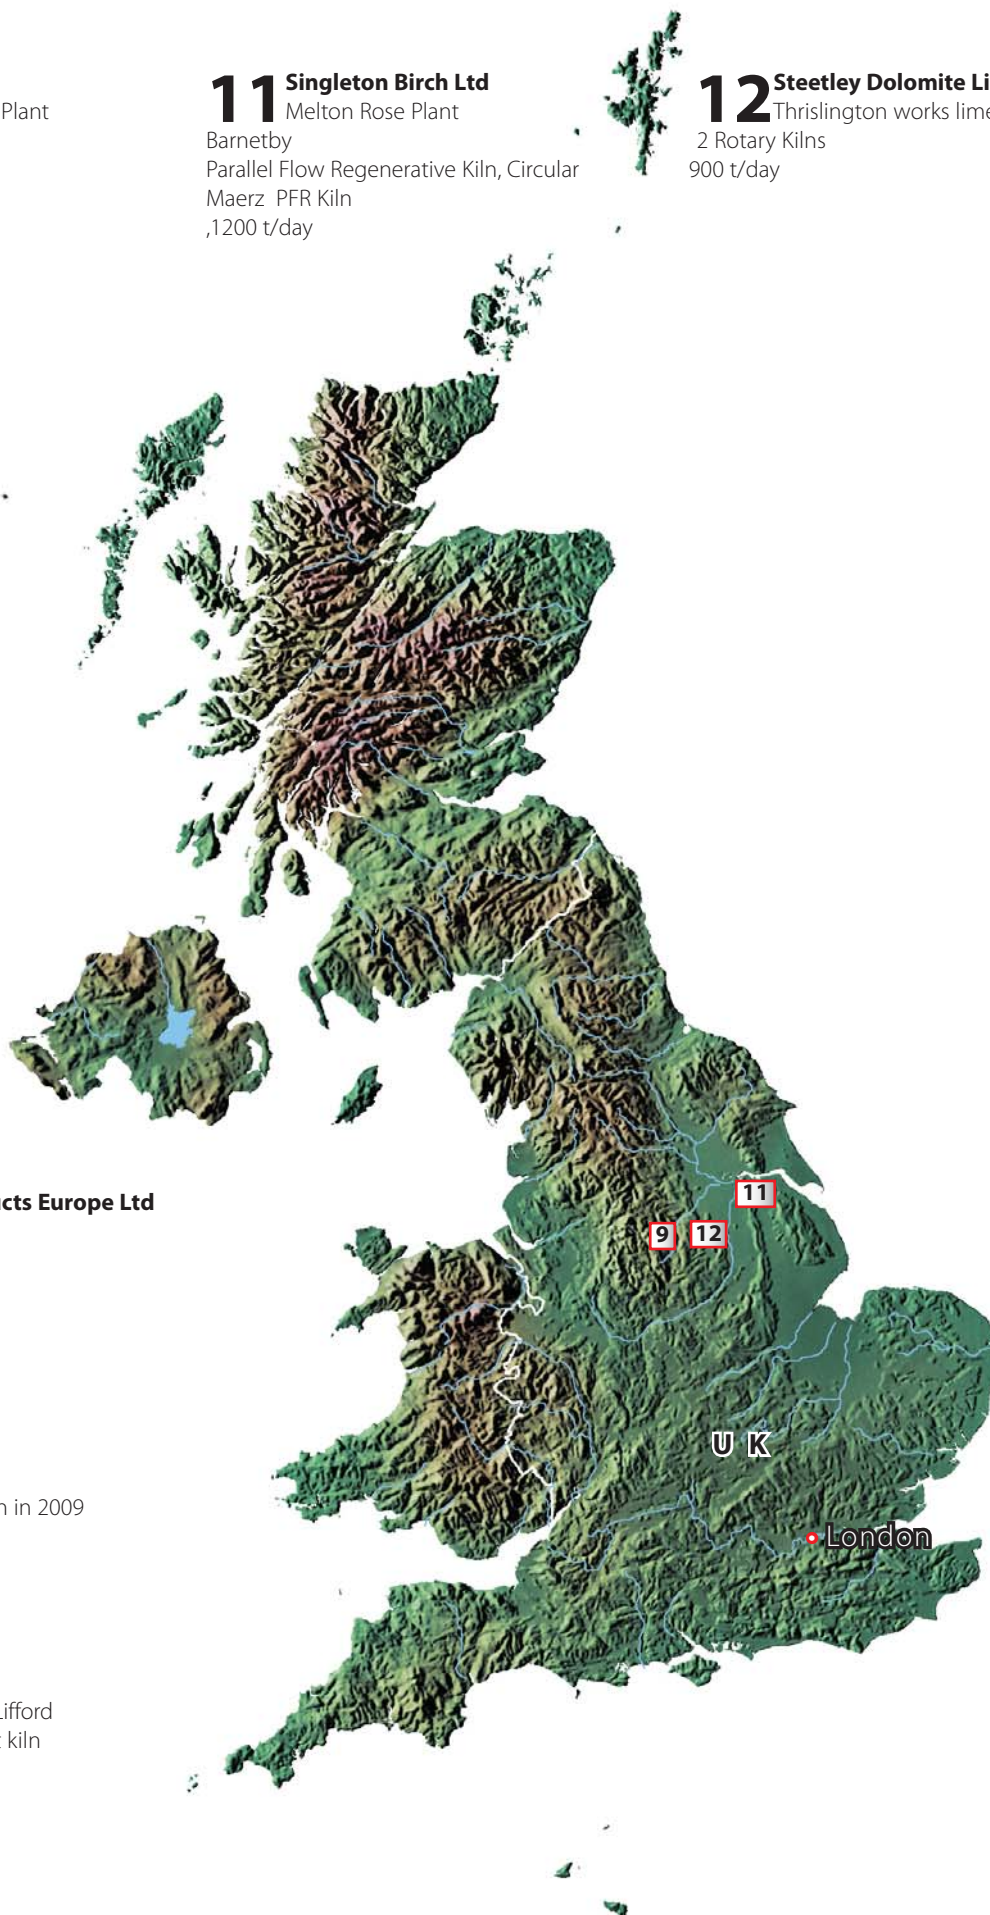 Plant
11 Singleton Birch Ltd
Melton Rose Plant
Barnetby
Parallel Flow Regenerative Kiln, Circular
Maerz PFR Kiln
,1200 t/day
12 Steetley Dolomite Li
Thrislington works lime
2 Rotary Kilns
900 t/day
cts Europe Ltd
11
9
12
U K
in 2009
London
Lifford
kiln